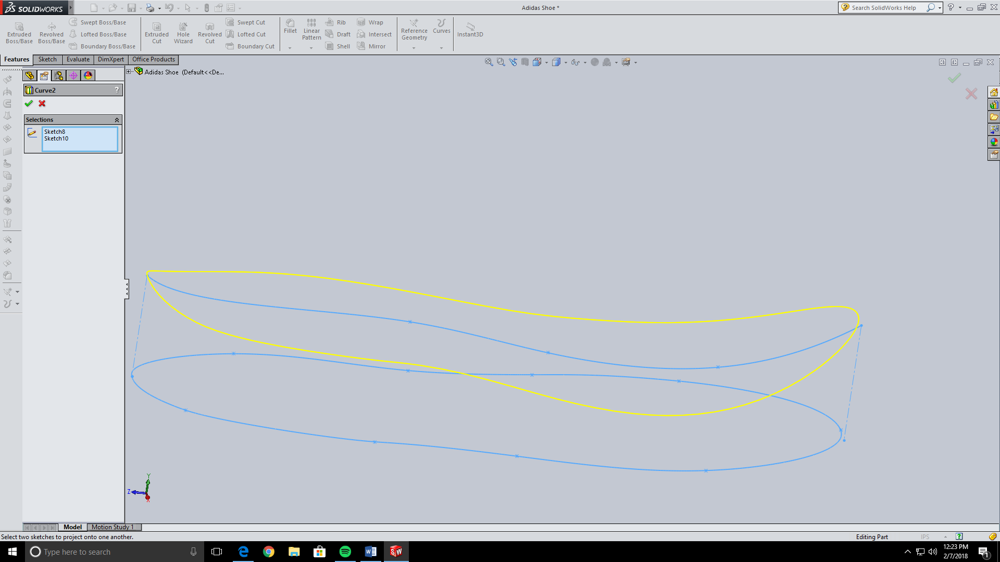 SOLIDWORKS
Adidas Shoe *
Search SolidWorks Help
Extruded Boss/Base
Revolved Boss/Base
Swept Boss/Base
Lofted Boss/Base
Boundary Boss/Base
Extruded Cut
Hole Wizard
Revolved Cut
Swept Cut
Lofted Cut
Boundary Cut
Fillet
Linear Pattern
Rib
Draft
Shell
Wrap
Intersect
Mirror
Reference Geometry
Curves
Instant3D
Features
Sketch
Evaluate
DimXpert
Office Products
Adidas Shoe (Default<<De...
Curve2
?
Selections
Sketch8
Sketch10
Y
Z
X
Model
Motion Study 1
Select two sketches to project onto one another.
Editing Part
IPS
Type here to search
12:23 PM
2/7/2018